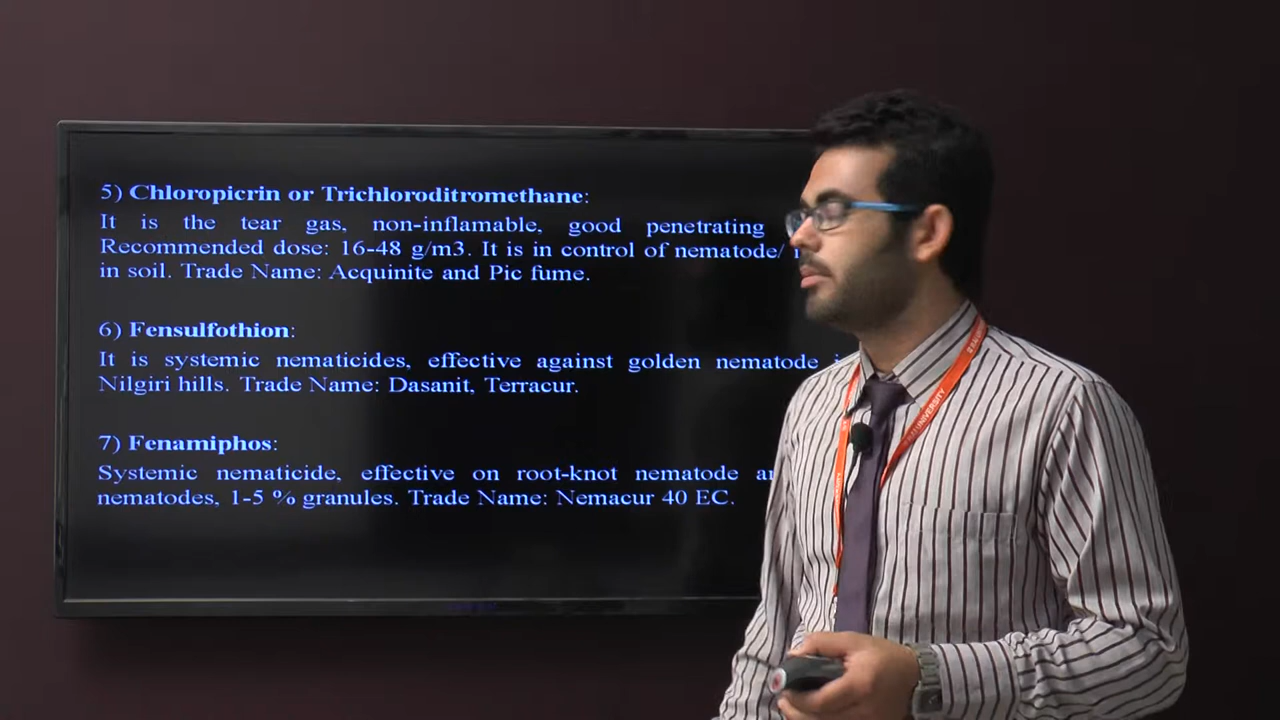 5) Chloropicrin or Trichloroditromethane:
It is the tear gas, non-inflamable, good penetrating
Recommended dose: 16-48 g/m3. It is in control of nematode/
in soil. Trade Name: Acquinite and Pic fume.
6) Fensulfothion:
It is systemic nematicides, effective against golden nematode
Nilgiri hills. Trade Name: Dasanit, Terracur.
7) Fenamiphos:
Systemic nematicide, effective on root-knot nematode
nematodes, 1-5 % granules. Trade Name: Nemacur 40 EC.
UNIVERSITY